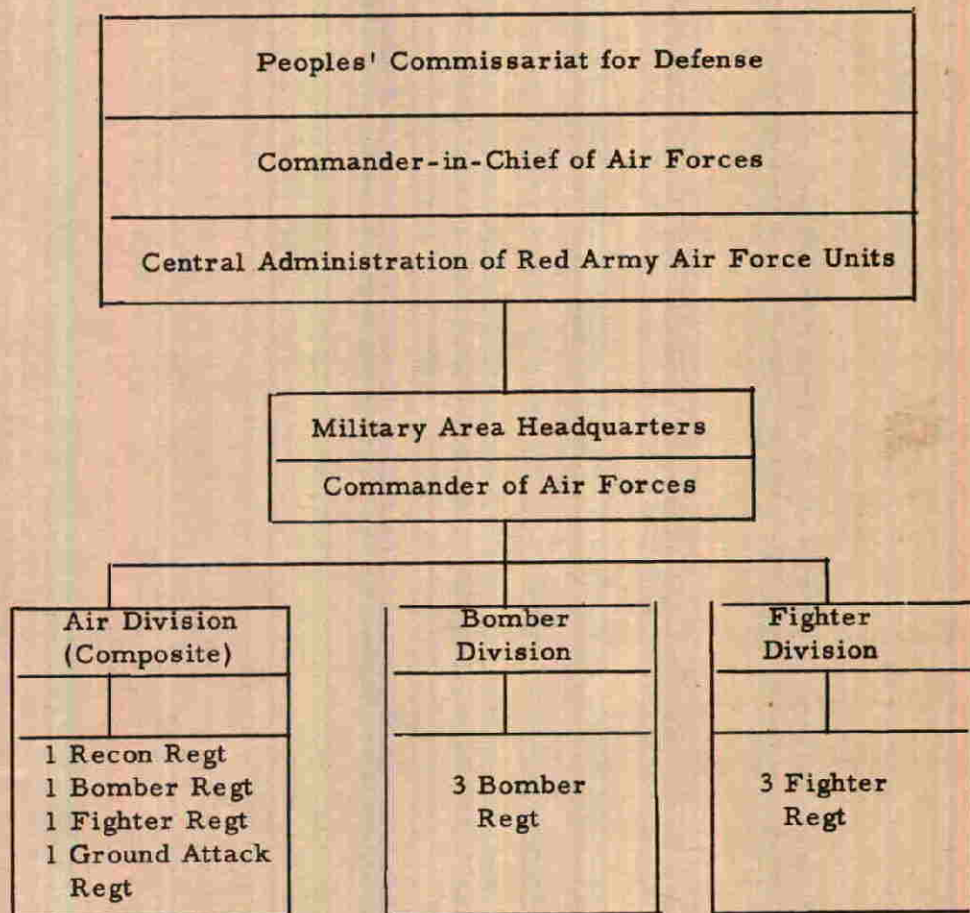 Peoples' Commissariat for Defense
Commander-in-Chief of Air Forces
Central Administration of Red Army Air Force Units
Military Area Headquarters
Commander of Air Forces
Air Division
(Composite)
1 Recon Regt
1 Bomber Regt
1 Fighter Regt
1 Ground Attack
Regt
Bomber
Division
3 Bomber
Regt
Fighter
Division
3 Fighter
Regt